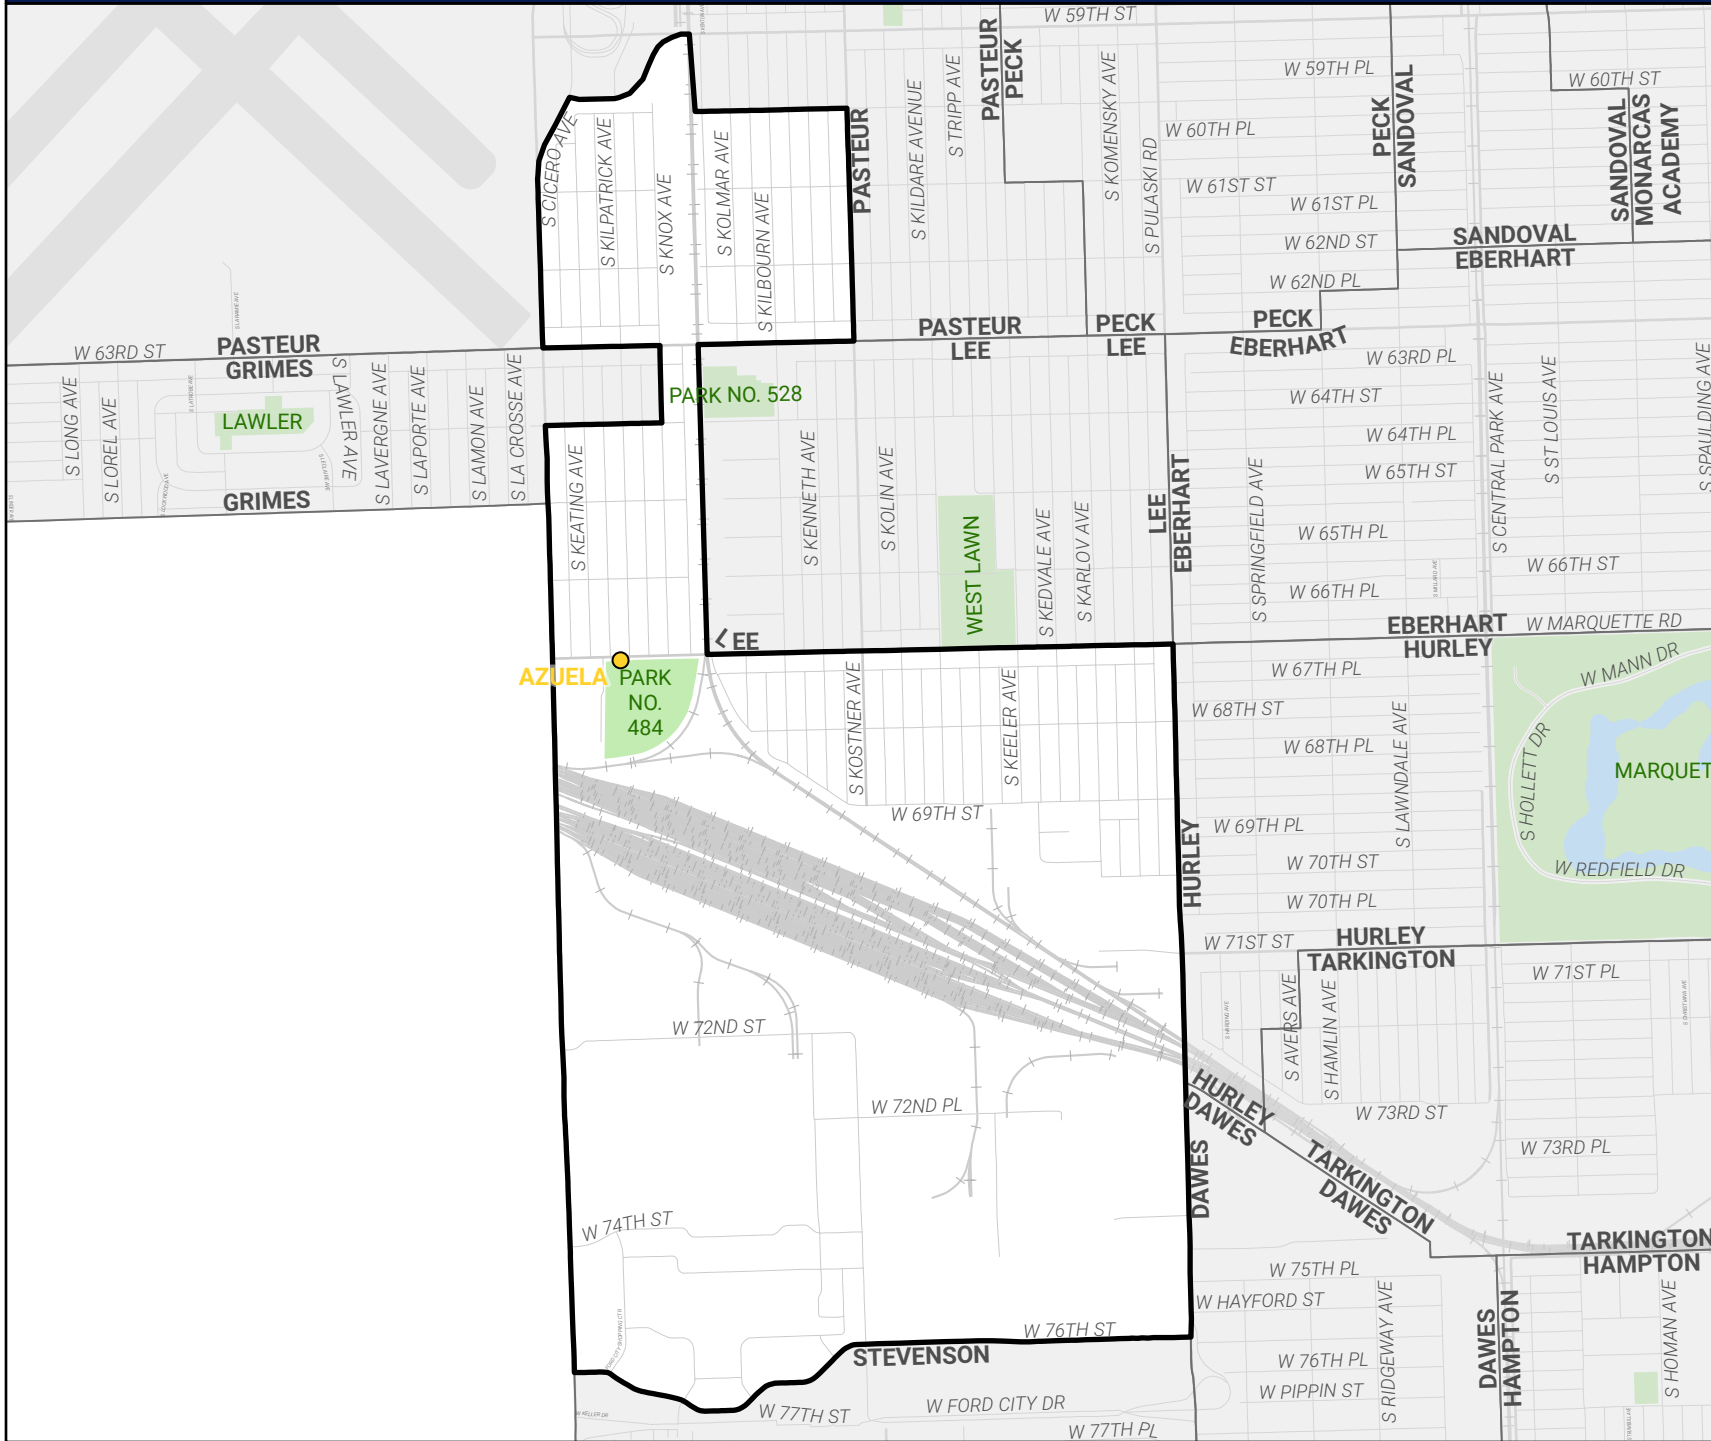 W 59TH ST
PASTEUR
PECK
S KILDARE AVENUE
S TRIPP AVE
S KOMENSKY AVE
S PULASKI RD
W 59TH PL
PECK
SANDOVAL
W 60TH ST
SANDOVAL
MONARCAS
ACADEMY
W 60TH PL
W 61ST ST
W 61ST PL
W 62ND ST
W 62ND PL
SANDOVAL
EBERHART
S CICERO AVE
S KILPATRICK AVE
S KNOX AVE
S KOLMAR AVE
S KILBOURN AVE
PASTEUR
W 63RD ST
PASTEUR
GRIMES
PASTEUR
LEE
PECK
LEE
PECK
EBERHART
W 63RD PL
W 64TH ST
W 64TH PL
W 65TH ST
W 65TH PL
W 66TH PL
W 66TH ST
S LONG AVE
S LOREL AVE
LAWLER
S LAWLER AVE
S LAVERGNE AVE
S LAPORTE AVE
S LAMON AVE
S LA CROSSE AVE
GRIMES
PARK NO. 528
S KEATING AVE
S KENNETH AVE
S KOLIN AVE
WEST LAWN
S KEDVALE AVE
S KARLOV AVE
LEE
EBERHART
S SPRINGFIELD AVE
S CENTRAL PARK AVE
S ST LOUIS AVE
S SPAULDING AVE
LEE
EBERHART
HURLEY
W MARQUETTE RD
AZUELA
PARK
NO.
484
S KOSTNER AVE
S KEELER AVE
W 67TH PL
W 68TH ST
W 68TH PL
S LAWNDALE AVE
W MANN DR
S HOLLETT DR
MARQUET
W REDFIELD DR
W 69TH ST
HURLEY
W 69TH PL
W 70TH ST
W 70TH PL
W 71ST ST
HURLEY
TARKINGTON
W 71ST PL
S AVERS AVE
S HAMLIN AVE
W 72ND ST
W 72ND PL
HURLEY
DAWES
W 73RD ST
W 73RD PL
TARKINGTON
DAWES
DAWES
W 74TH ST
TARKINGTON
HAMPTON
W 75TH PL
W HAYFORD ST
S RIDGEWAY AVE
DAWES
HAMPTON
S HOMAN AVE
W 76TH ST
STEVENSON
W 76TH PL
W PIPPIN ST
W FORD CITY DR
W 77TH ST
W 77TH PL